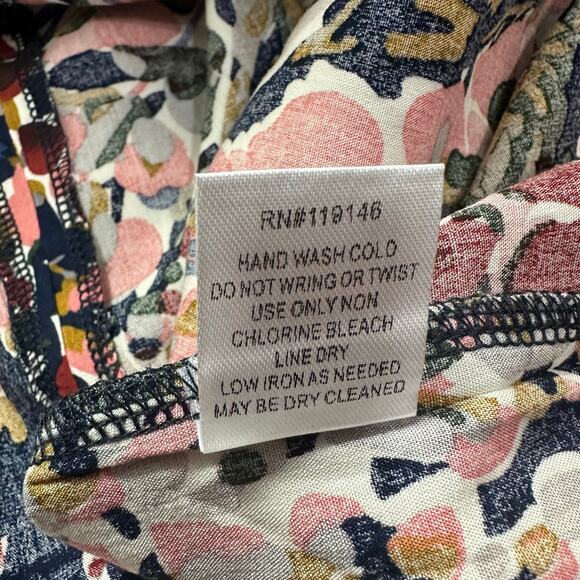 RN#119146
HAND WASH COLD
DO NOT WRING OR TWIST
USE ONLY NON
CHLORINE BLEACH
LINE DRY
LOW IRON AS NEEDED
MAY BE DRY CLEANED